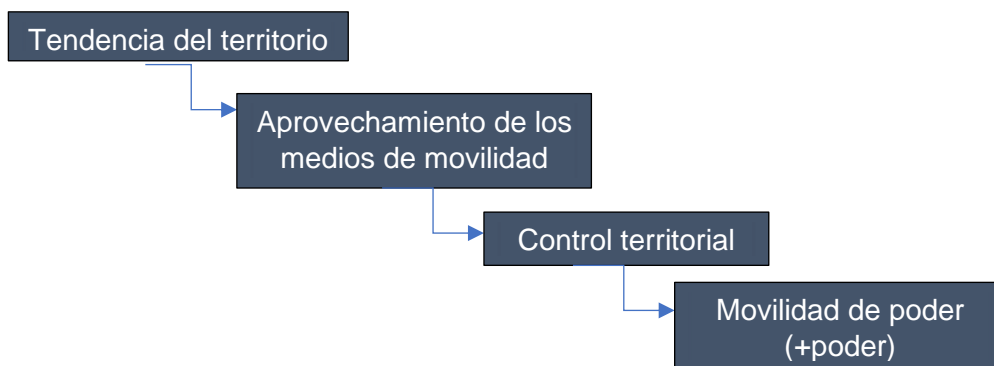 Tendencia del territorio
Aprovechamiento de los
medios de movilidad
Control territorial
Movilidad de poder
(+poder)